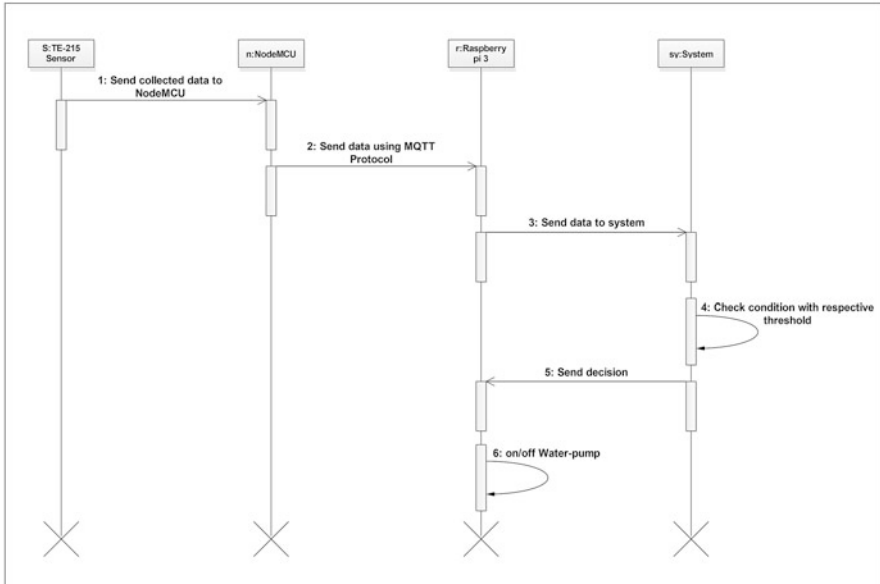 S:TE-215
Sensor
n:NodeMCU
r:Raspberry
pi 3
sy:System
1: Send collected data to
NodeMCU
2: Send data using MQTT
Protocol
3: Send data to system
4: Check condition with respective
threshold
5: Send decision
6: on/off Water-pump